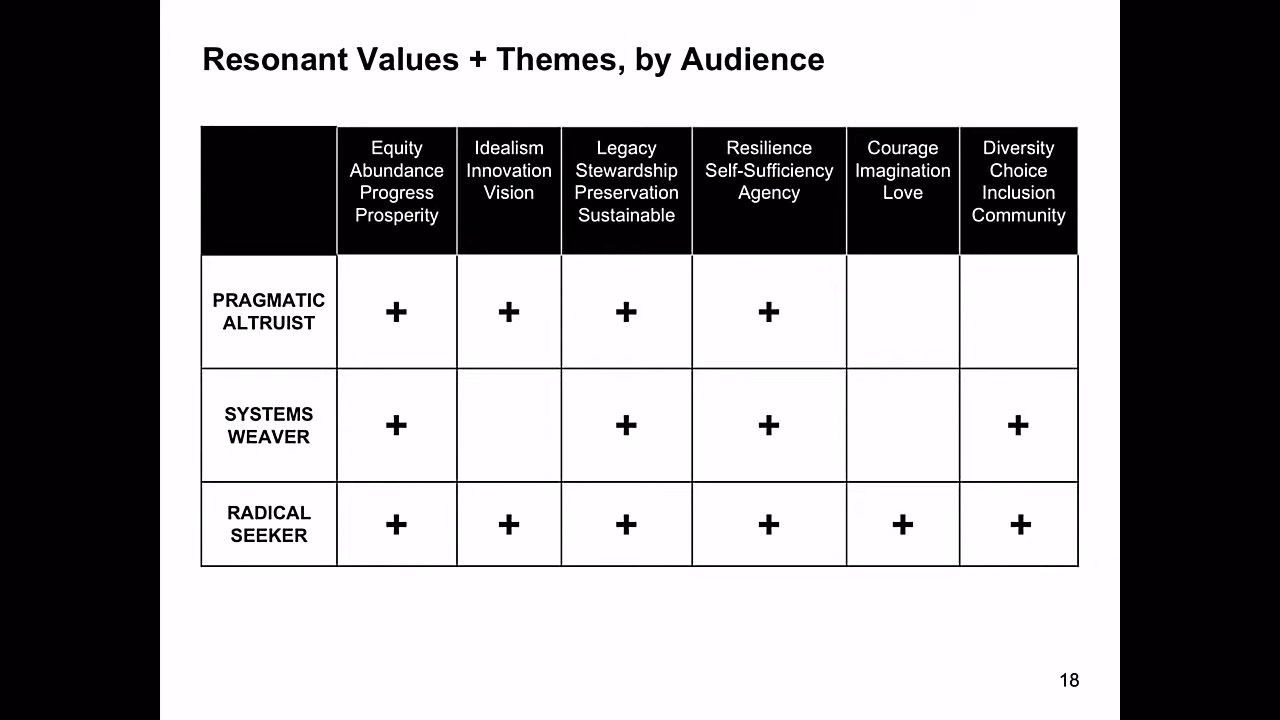 Resonant Values + Themes, by Audience
Equity
Abundance
Progress
Prosperity
Idealism
Innovation
Vision
Legacy
Stewardship
Preservation
Sustainable
Resilience
Self-Sufficiency
Agency
Courage
Imagination
Love
Diversity
Choice
Inclusion
Community
PRAGMATIC
ALTRUIST
+ + + +
SYSTEMS
WEAVER
+ + + +
RADICAL
SEEKER
+ + + + + +
18